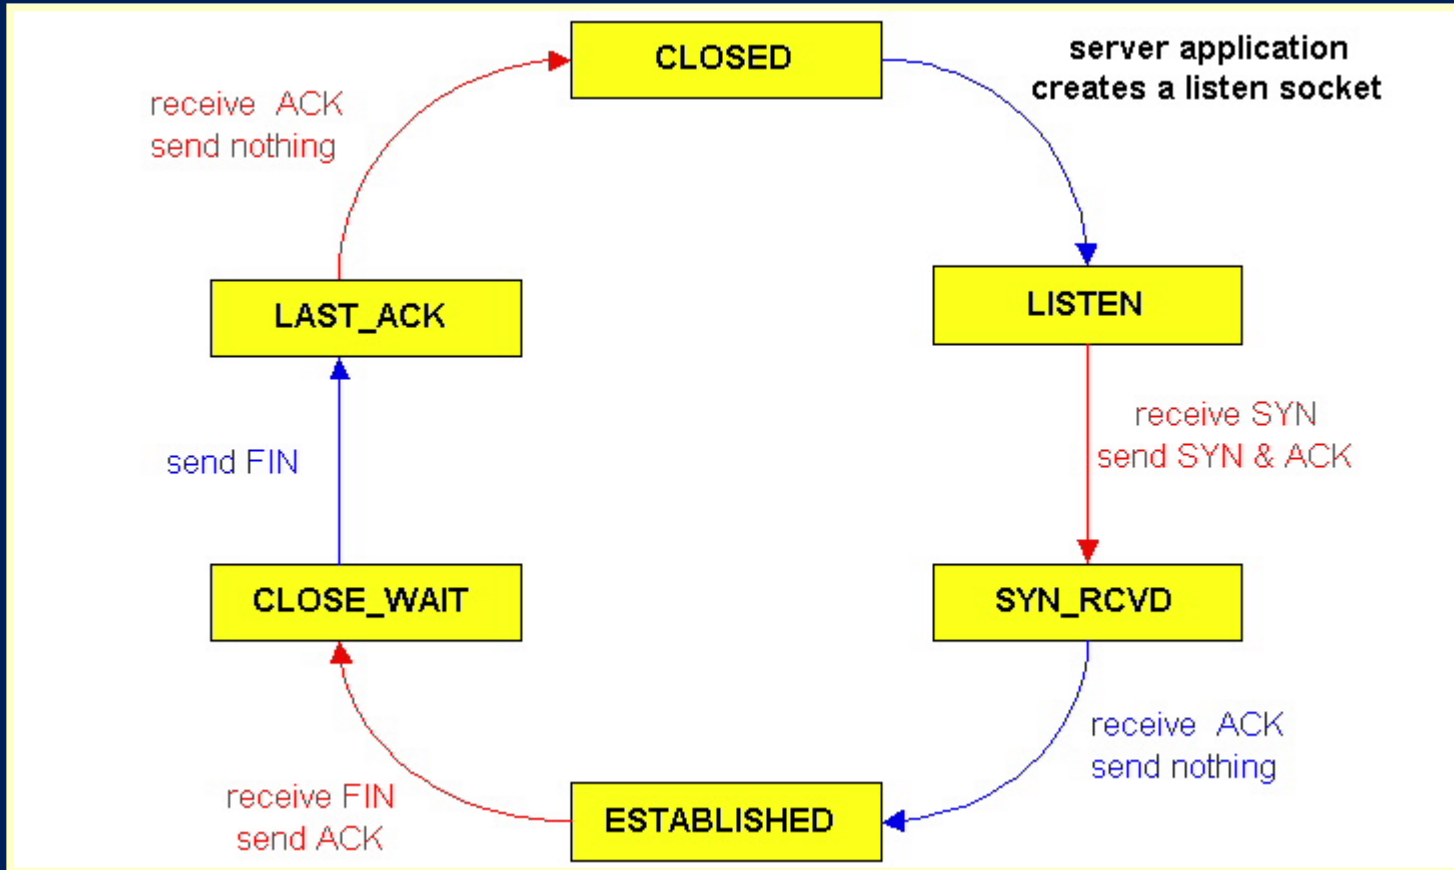 CLOSED
server application
creates a listen socket
receive ACK
send nothing
LAST_ACK
LISTEN
receive SYN
send SYN & ACK
send FIN
CLOSE_WAIT
SYN_RCVD
receive ACK
send nothing
receive FIN
send ACK
ESTABLISHED